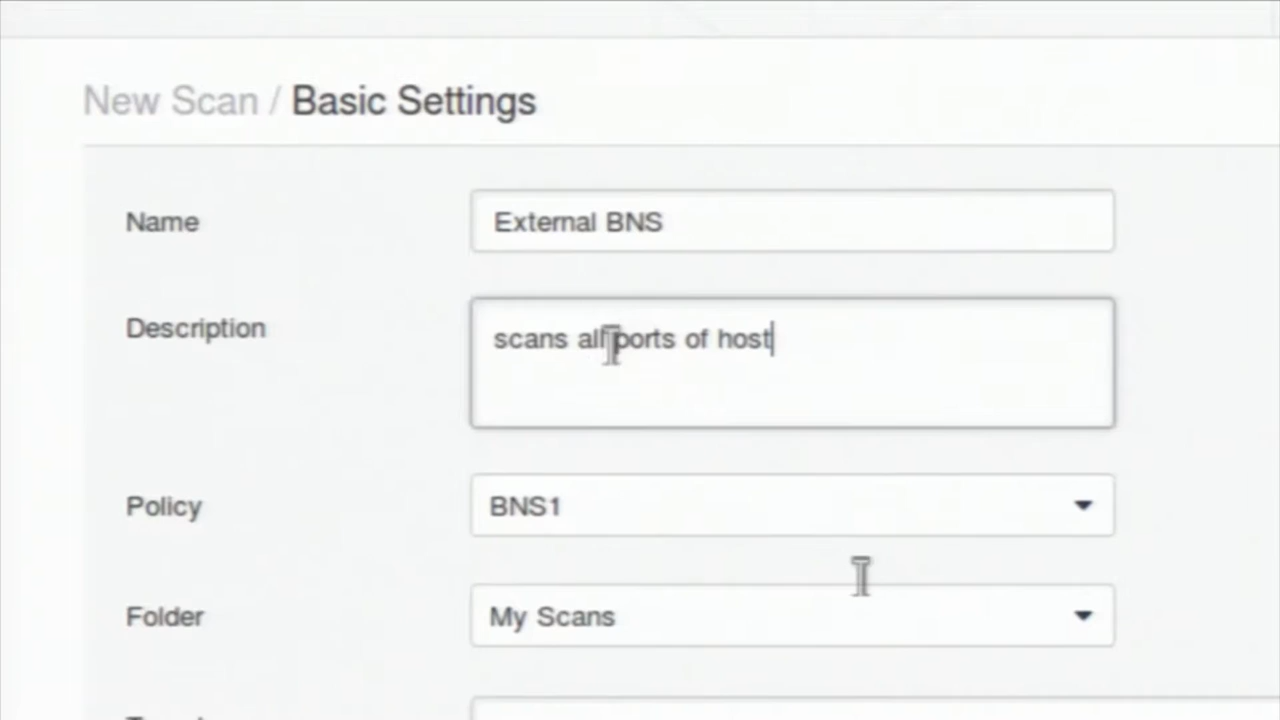 New Scan / Basic Settings
Name
External BNS
Description
scans all ports of host
Policy
BNS1
Folder
My Scans